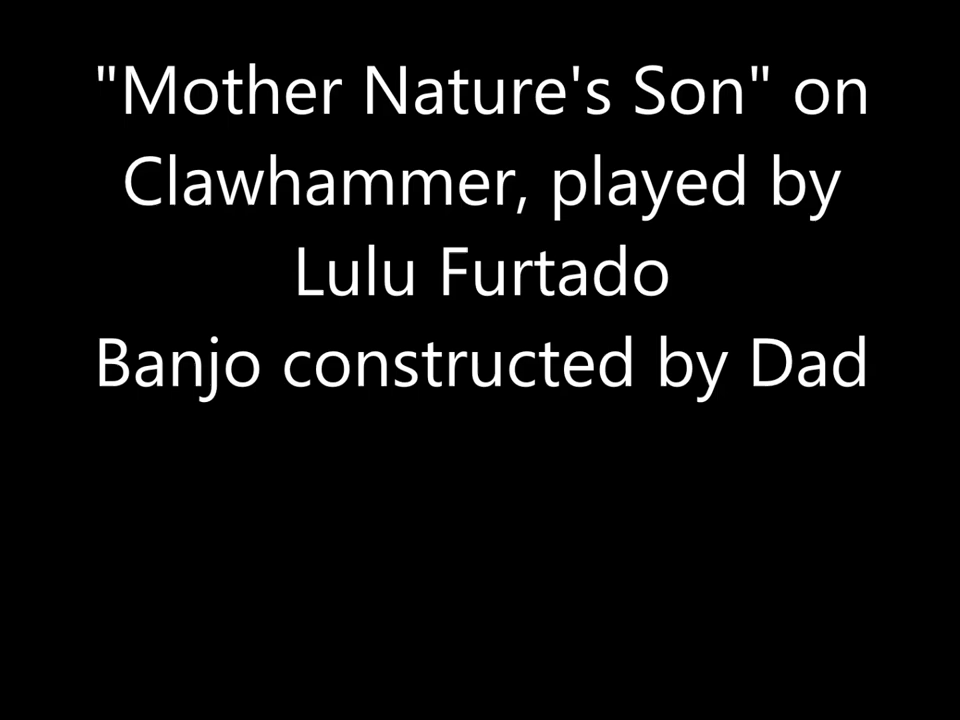 "Mother Nature's Son" on
Clawhammer, played by
Lulu Furtado
Banjo constructed by Dad